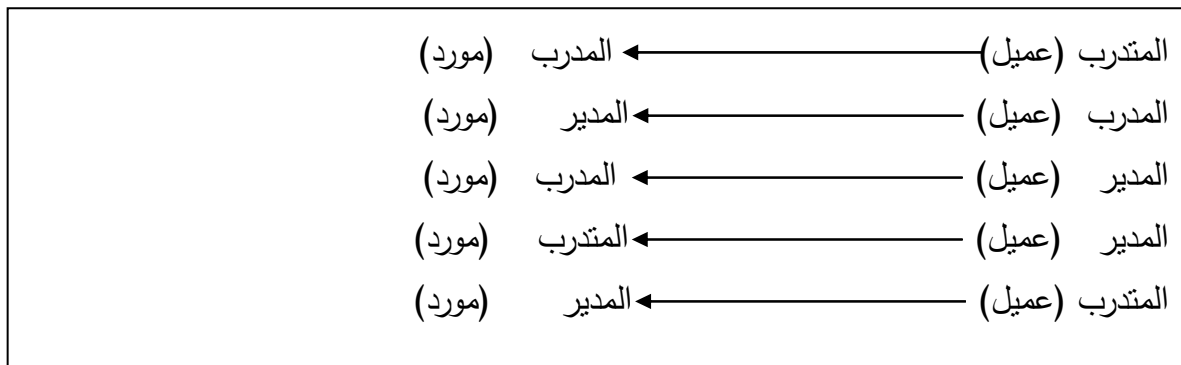 المتدرب (عميل) المدرب (مورد)
المدرب (عميل) المدير (مورد)
المدير (عميل) المدرب (مورد)
المدير (عميل) المتدرب (مورد)
المتدرب (عميل) المدير (مورد)